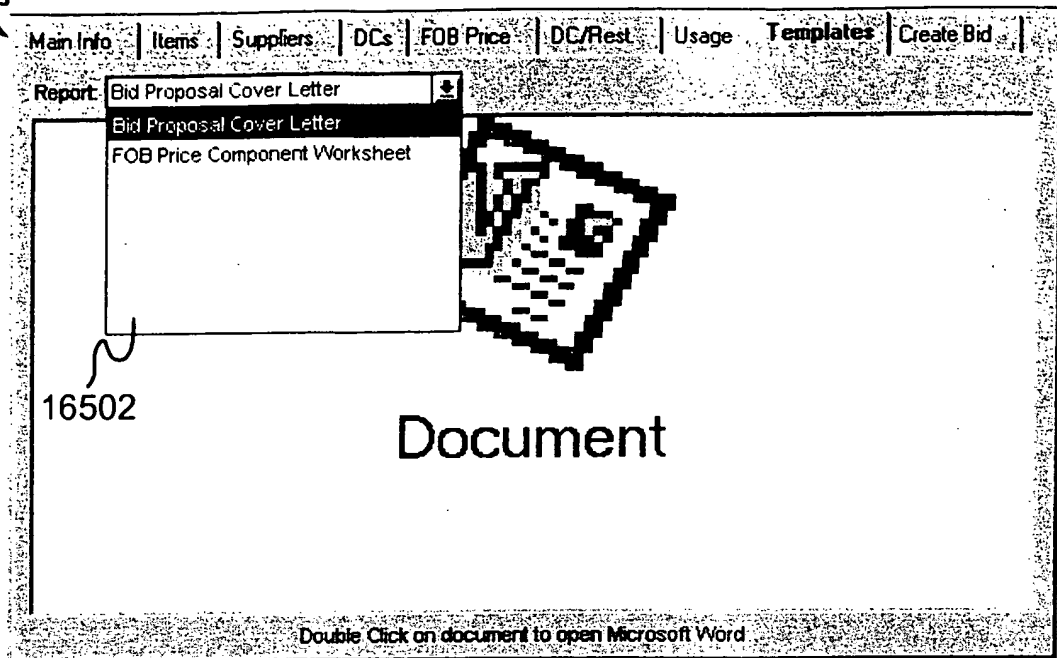 Main Info Items Suppliers DCs FOB Price DC/Rest. Usage Templates Create Bid
Report: Bid Proposal Cover Letter
Bid Proposal Cover Letter
FOB Price Component Worksheet
16502
Document
Double Click on document to open Microsoft Word